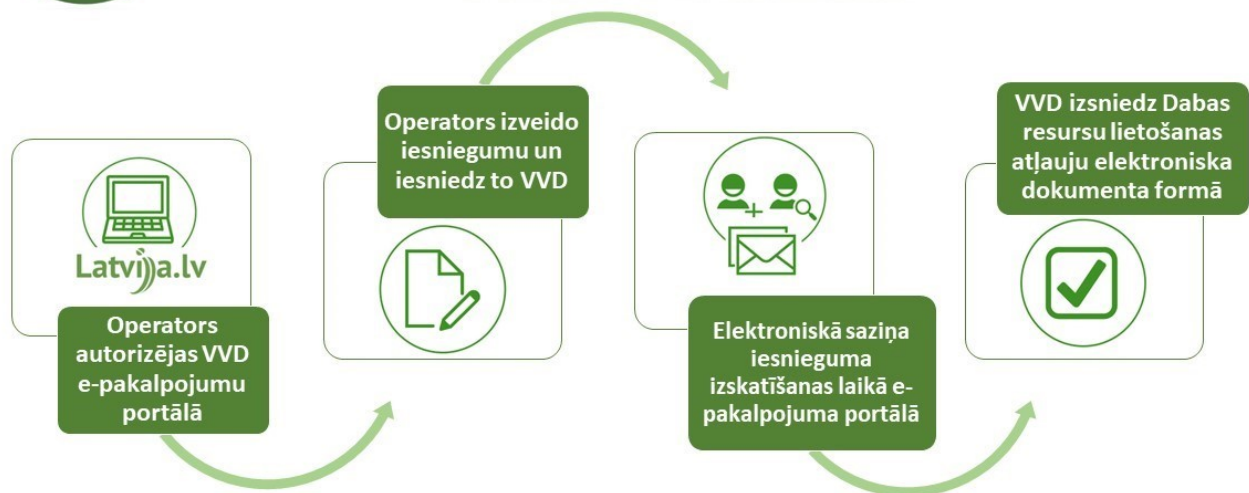 Latvija.lv
Operators
autorizējas VVD
e-pakalpojumu
portālā
Operators izveido
iesniegumu un
iesniedz to VVD
Elektroniskā saziņa
iesnieguma
izskatīšanas laikā e-
pakalpojuma portālā
VVD izsniedz Dabas
resursu lietošanas
atļauju elektroniska
dokumenta formā